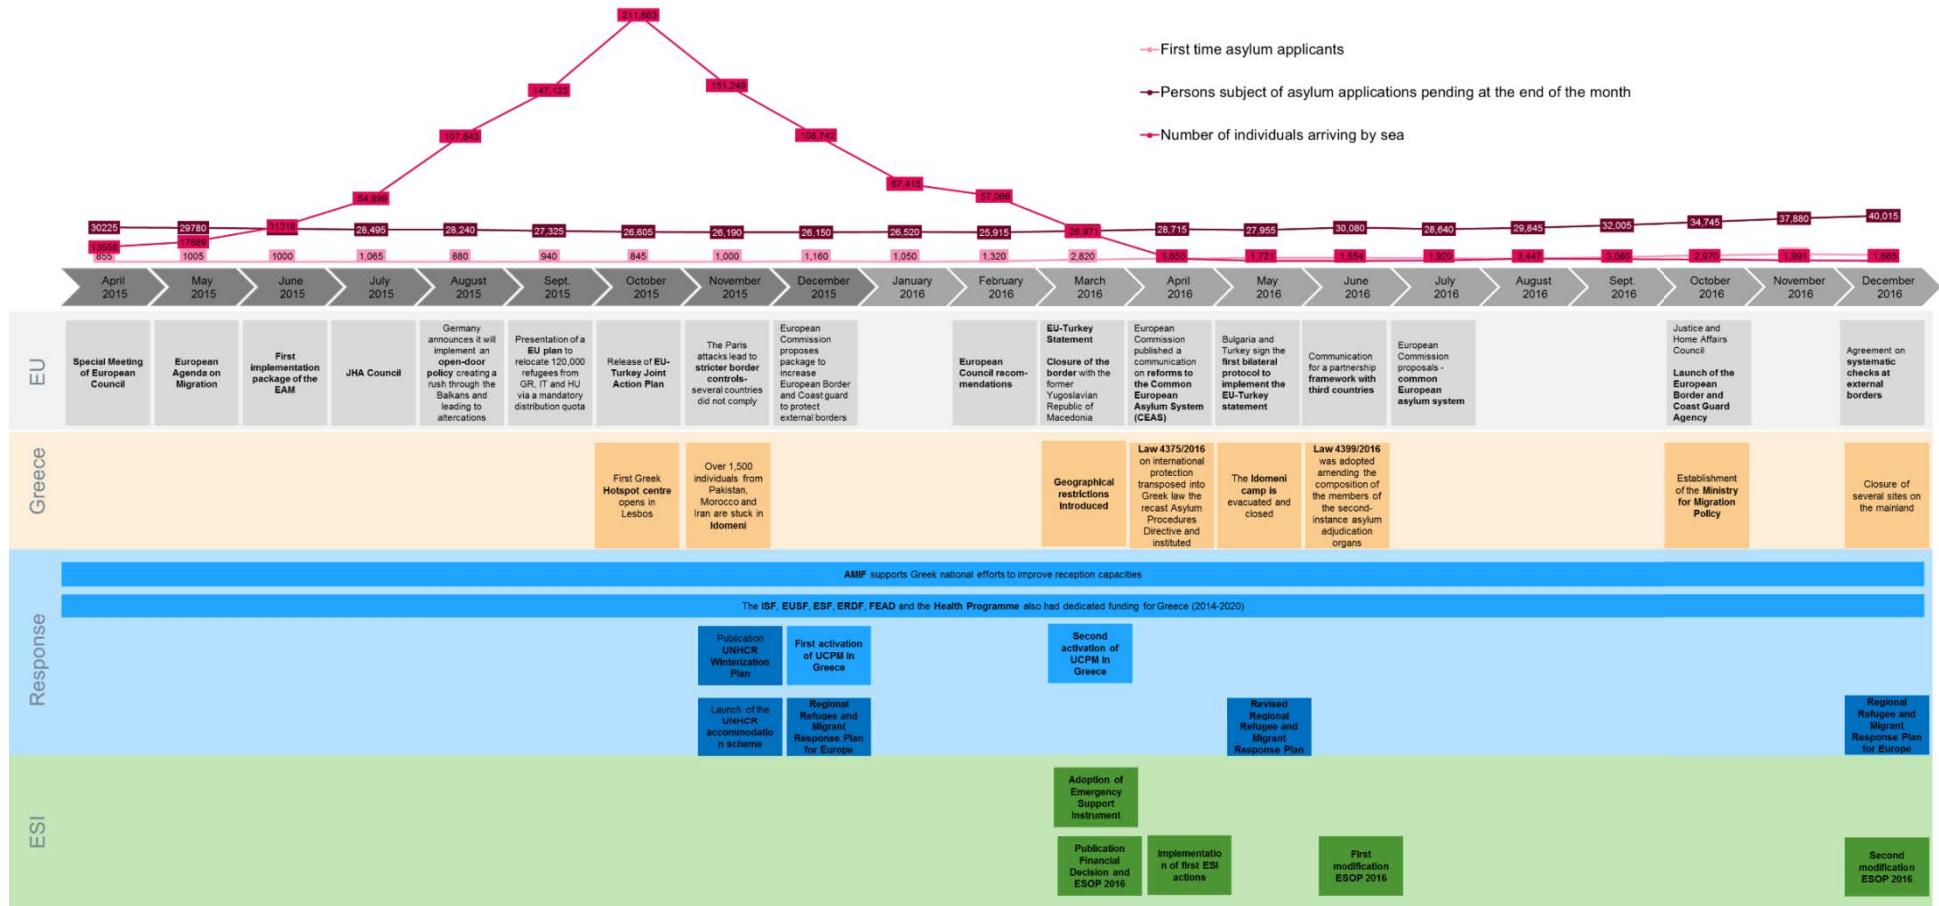 211,863
First time asylum applicants
Persons subject of asylum applications pending at the end of the month
Number of individuals arriving by sea
147,123
151,249
107,843
108,742
54,899
67,415
57,066
30225
29780
31318
28,495
28,240
27,325
26,605
26,190
26,150
26,520
25,915
26,971
28,715
27,955
30,080
28,640
29,845
32,005
34,745
37,880
40,015
13556
17889
855
1005
1000
1,065
880
940
845
1,000
1,160
1,050
1,320
2,820
3,650
1,721
1,554
1,920
3,447
3,080
2,970
1,991
1,665
April
2015
May
2015
June
2015
July
2015
August
2015
Sept.
2015
October
2015
November
2015
December
2015
January
2016
February
2016
March
2016
April
2016
May
2016
June
2016
July
2016
August
2016
Sept.
2016
October
2016
November
2016
December
2016
EU
Special Meeting
of European
Council
European
Agenda on
Migration
First
implementation
package of the
EAM
JHA Council
Germany
announces it will
implement an
open-door
policy creating a
rush through the
Balkans and
leading to
altercations
Presentation of a
EU plan to
relocate 120,000
refugees from
GR, IT and HU
via a mandatory
distribution quota
Release of EU-
Turkey Joint
Action Plan
The Paris
attacks lead to
stricter border
controls-
several countries
did not comply
European
Commission
proposes
package to
increase
European Border
and Coast guard
to protect
external borders
European
Council recom-
mendations
EU-Turkey
Statement
Closure of the
border with the
former
Yugoslavian
Republic of
Macedonia
European
Commission
published a
communication
on reforms to
the Common
European
Asylum System
(CEAS)
Bulgaria and
Turkey sign the
first bilateral
protocol to
implement the
EU-Turkey
statement
Communication
for a partnership
framework with
third countries
European
Commission
proposals -
common
European
asylum system
Justice and
Home Affairs
Council
Launch of the
European
Border and
Coast Guard
Agency
Agreement on
systematic
checks at
external
borders
Greece
First Greek
Hotspot centre
opens in
Lesbos
Over 1,500
individuals from
Pakistan,
Morocco and
Iran are stuck in
Idomeni
Geographical
restrictions
introduced
Law 4375/2016
on international
protection
transposed into
Greek law the
recast Asylum
Procedures
Directive and
instituted
The Idomeni
camp is
evacuated and
closed
Law 4399/2016
was adopted
amending the
composition of
the members of
the second-
instance asylum
adjudication
organs
Establishment
of the Ministry
for Migration
Policy
Closure of
several sites on
the mainland
Response
AMIF supports Greek national efforts to improve reception capacities
The ISF, EUSF, ESF, ERDF, FEAD and the Health Programme also had dedicated funding for Greece (2014-2020)
Publication
UNHCR
Winterization
Plan
First activation
of UCPM in
Greece
Second
activation of
UCPM in
Greece
Launch of the
UNHCR
accommodatio
n scheme
Regional
Refugee and
Migrant
Response Plan
for Europe
Revised
Regional
Refugee and
Migrant
Response Plan
Regional
Refugee and
Migrant
Response Plan
for Europe
ESI
Adoption of
Emergency
Support
Instrument
Publication
Financial
Decision and
ESOP 2016
Implementatio
n of first ESI
actions
First
modification
ESOP 2016
Second
modification
ESOP 2016